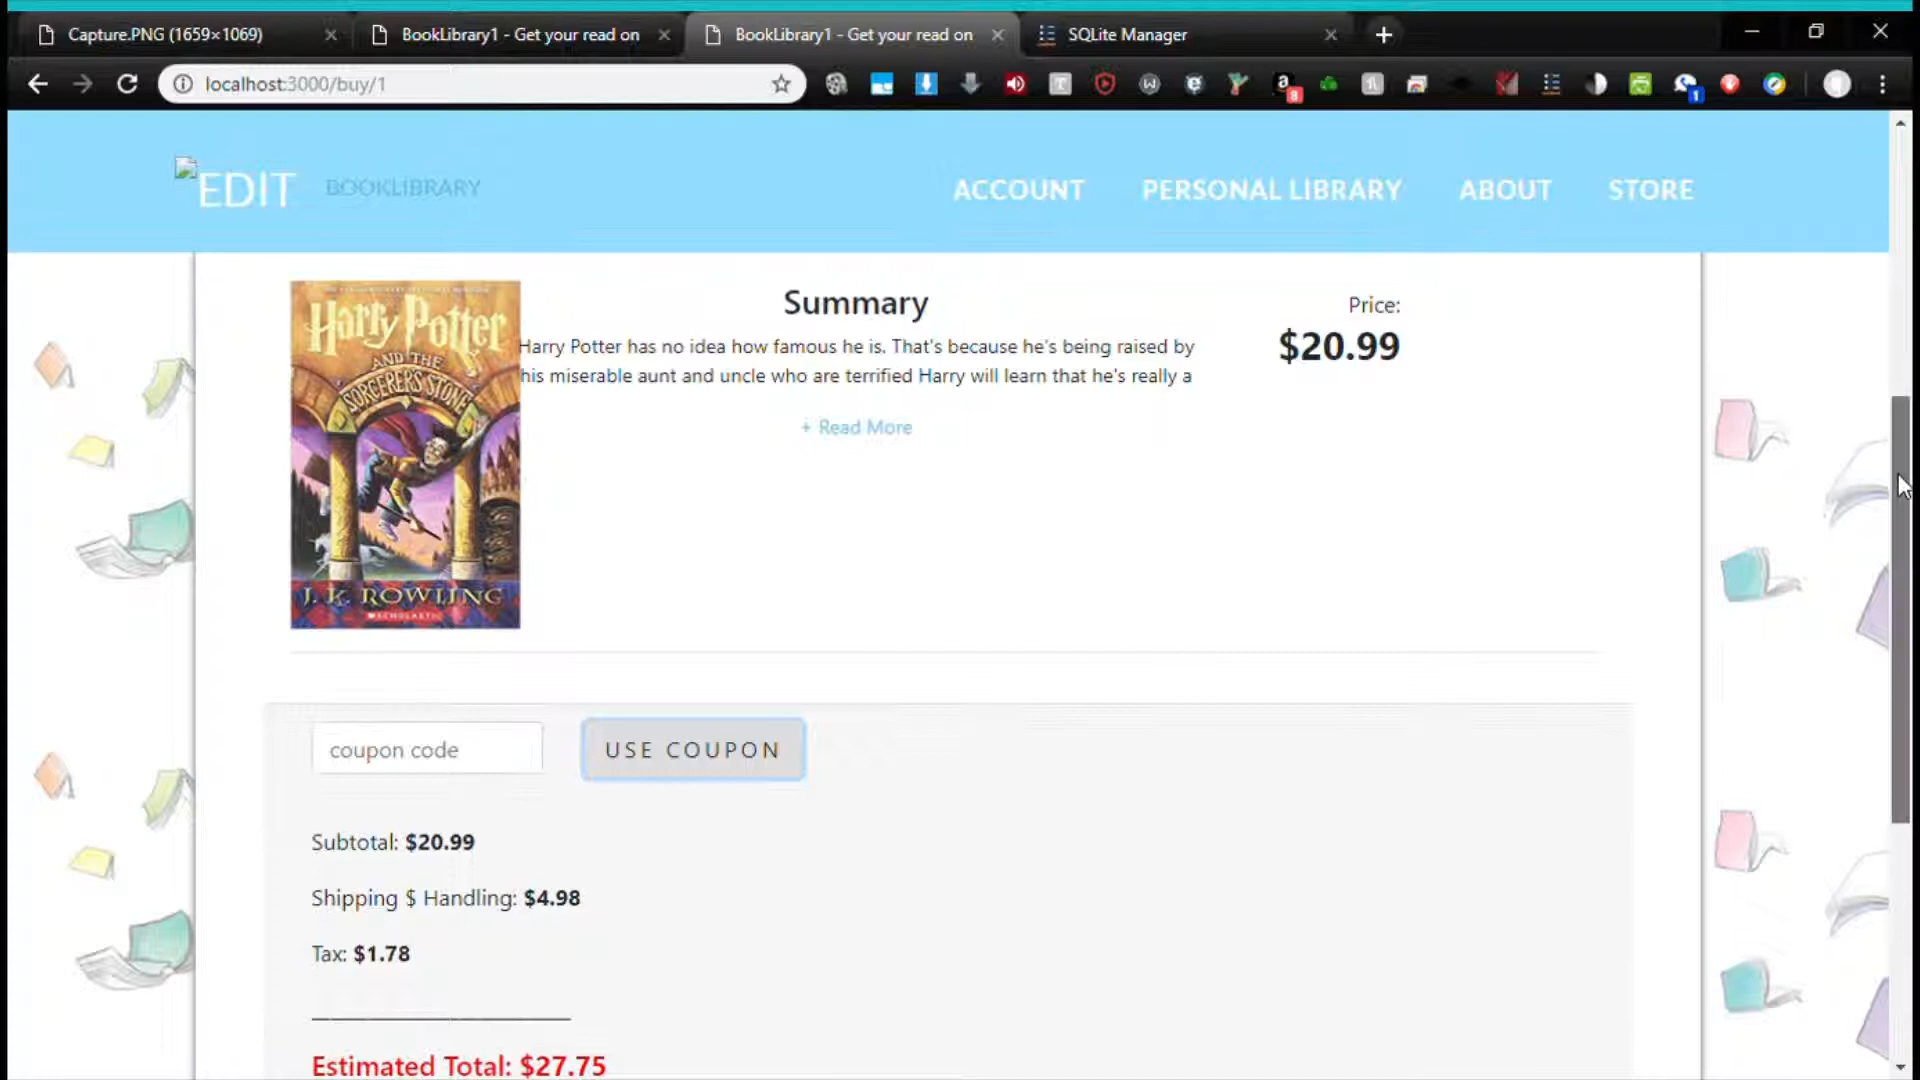 Capture.PNG (1659×1069)
BookLibrary1 - Get your read on
BookLibrary1 - Get your read on
SQLite Manager
localhost:3000/buy/1
8
1
EDIT
BOOKLIBRARY
ACCOUNT
PERSONAL LIBRARY
ABOUT
STORE
Harry Potter
AND THE
SORCERER'S STONE
J. K. ROWLING
SCHOLASTIC
Summary
Harry Potter has no idea how famous he is. That's because he's being raised by
his miserable aunt and uncle who are terrified Harry will learn that he's really a
+ Read More
Price:
$20.99
coupon code
USE COUPON
Subtotal: $20.99
Shipping $ Handling: $4.98
Tax: $1.78
Estimated Total: $27.75